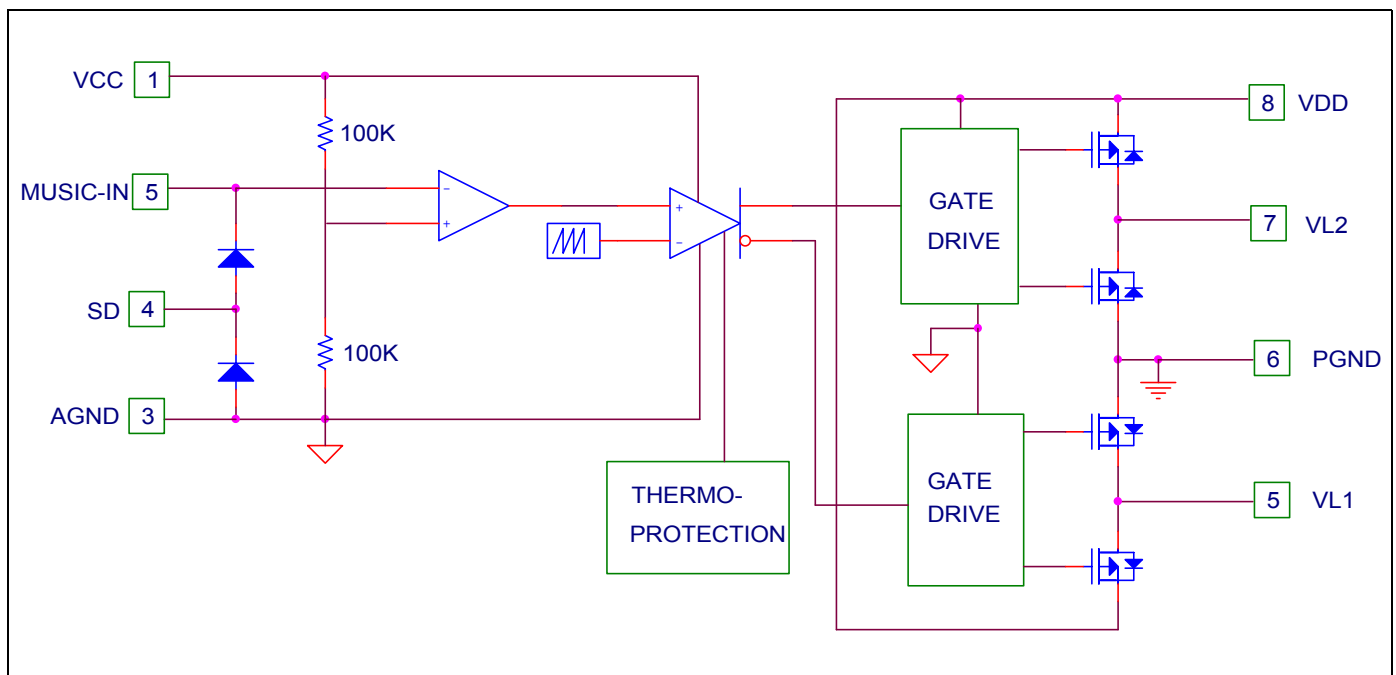 VCC 1
100K
MUSIC-IN 5
- +
SD 4
100K
AGND 3
+ -
THERMO-
PROTECTION
GATE
DRIVE
GATE
DRIVE
8 VDD
7 VL2
6 PGND
5 VL1